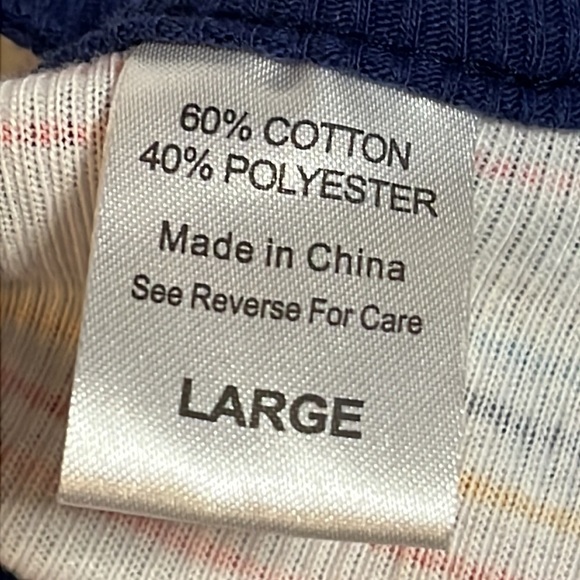 60% COTTON
40% POLYESTER
Made in China
See Reverse For Care
LARGE